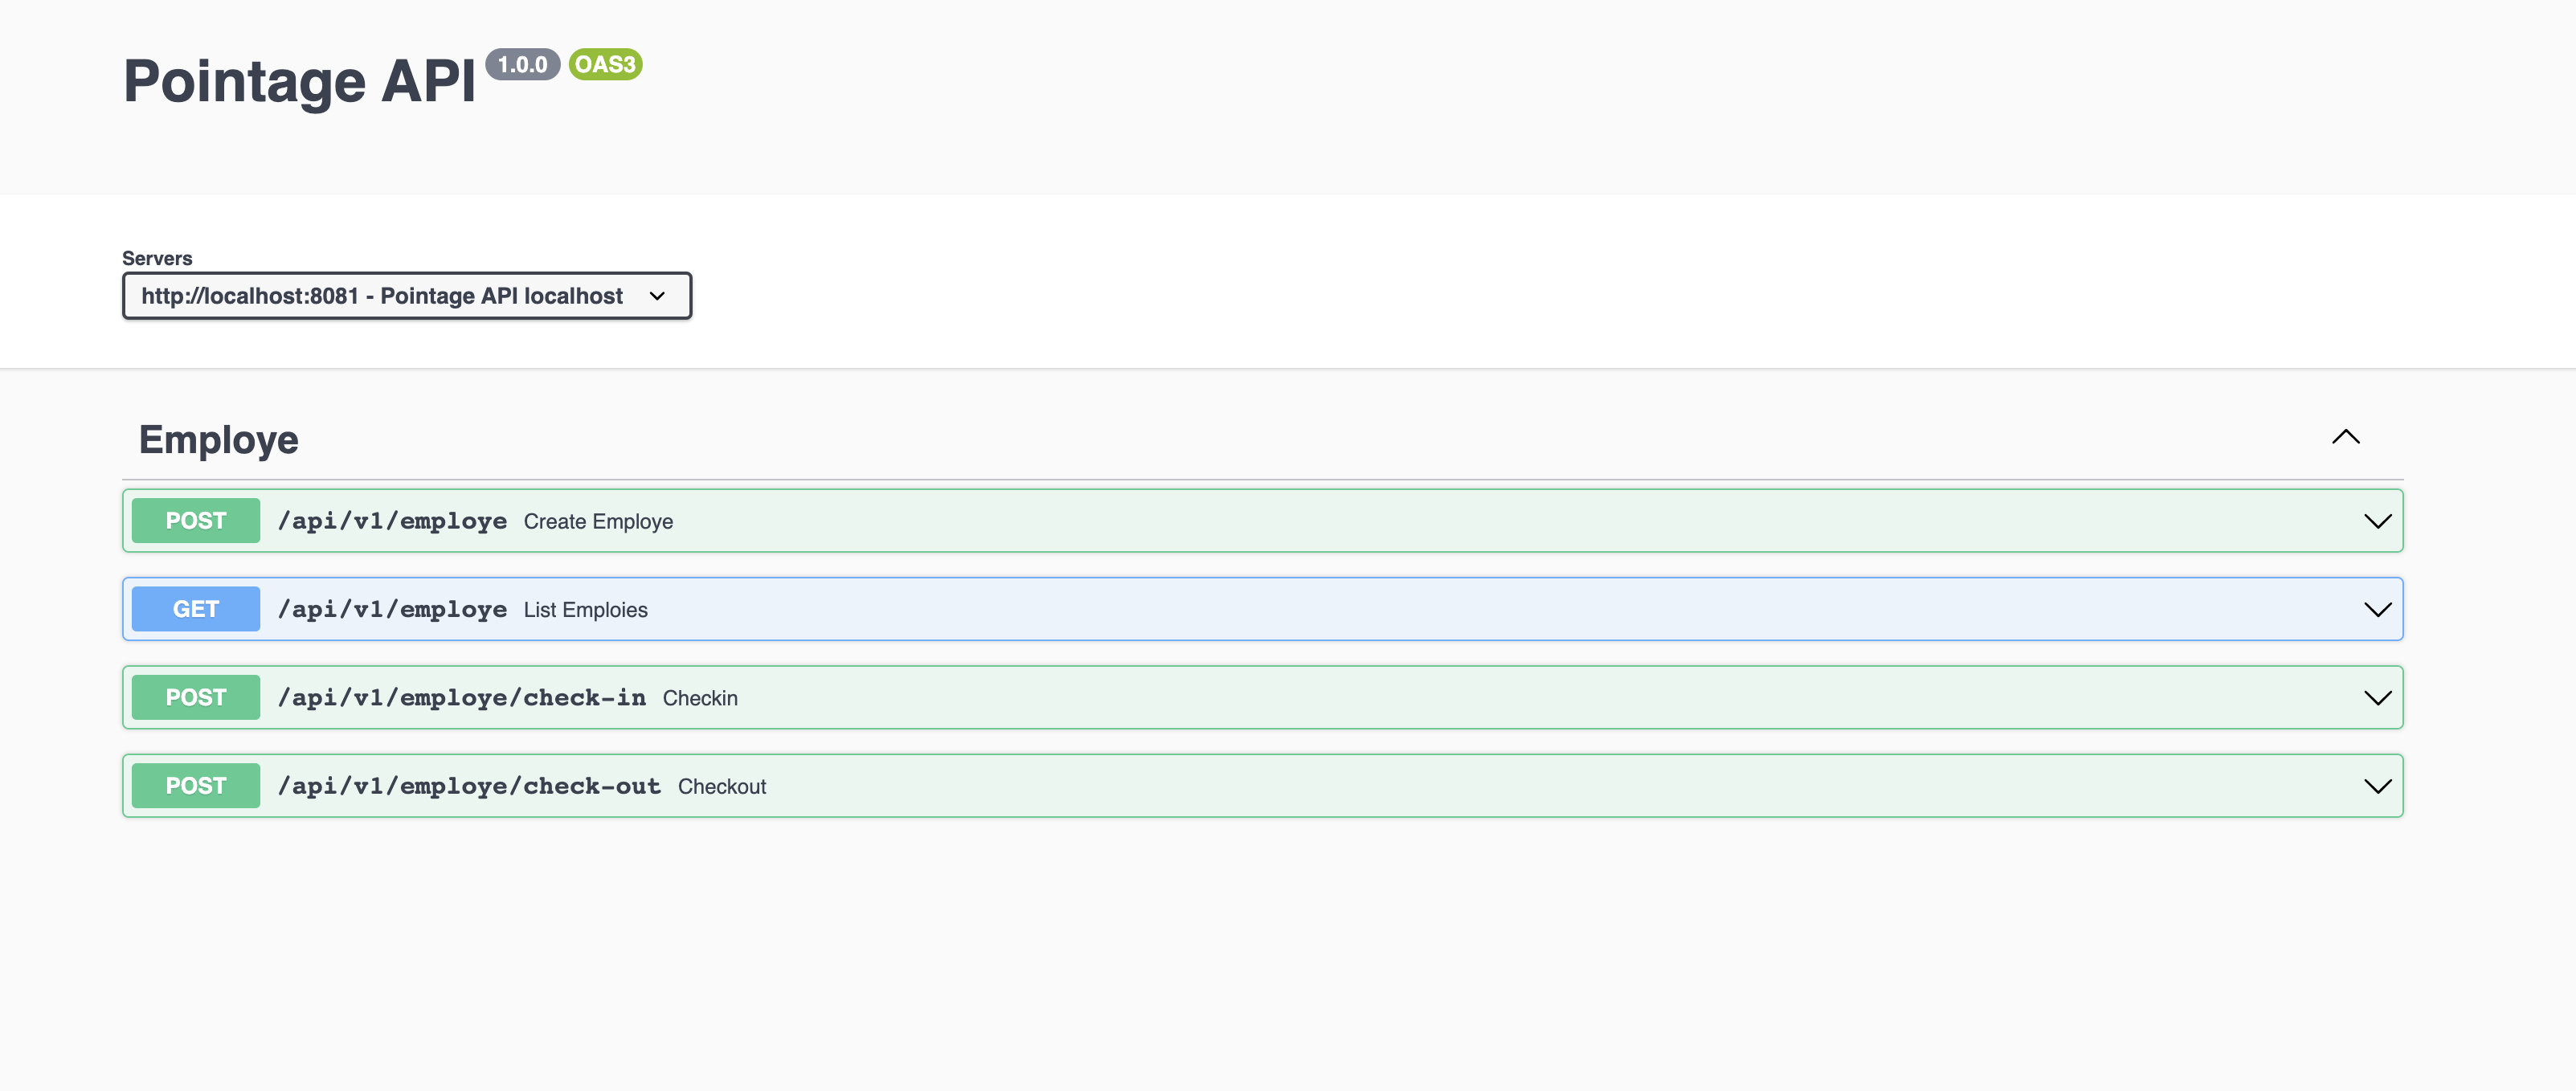 Pointage API 1.0.0 OAS3
Servers
http://localhost:8081 - Pointage API localhost
Employe
POST /api/v1/employe Create Employe
GET /api/v1/employe List Emploies
POST /api/v1/employe/check-in Checkin
POST /api/v1/employe/check-out Checkout